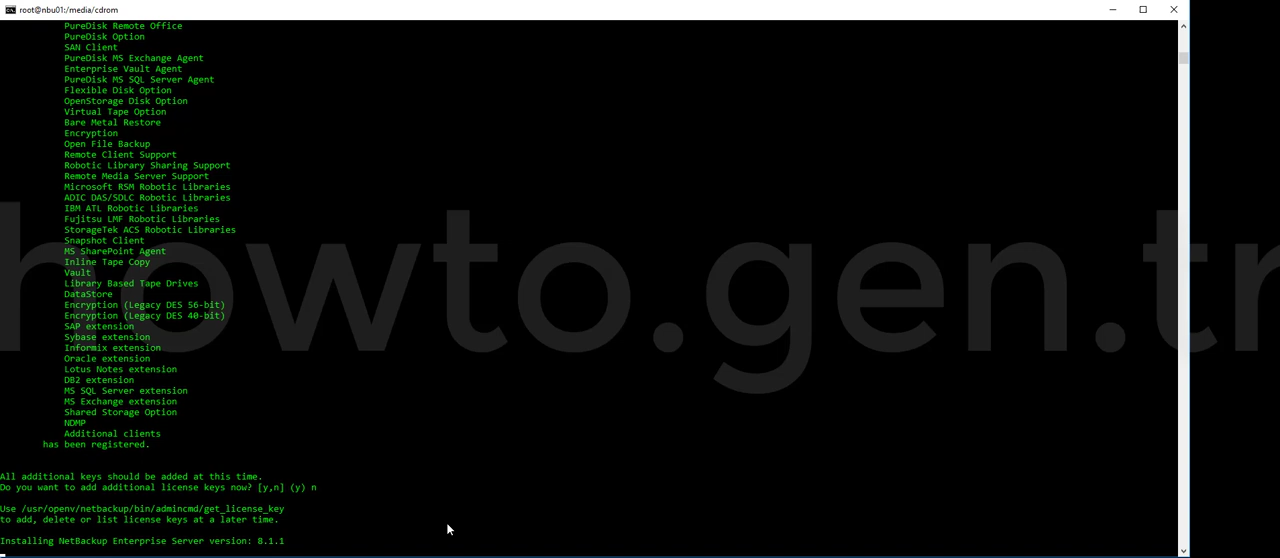 root@nbu01:/media/cdrom
PureDisk Remote Office
PureDisk Option
SAN Client
PureDisk MS Exchange Agent
Enterprise Vault Agent
PureDisk MS SQL Server Agent
Flexible Disk Option
OpenStorage Disk Option
Virtual Tape Option
Bare Metal Restore
Encryption
Open File Backup
Remote Client Support
Robotic Library Sharing Support
Remote Media Server Support
Microsoft RSM Robotic Libraries
ADIC DAS/SDLC Robotic Libraries
IBM ATL Robotic Libraries
Fujitsu LMF Robotic Libraries
StorageTek ACS Robotic Libraries
Snapshot Client
MS SharePoint Agent
Inline Tape Copy
Vault
Library Based Tape Drives
DataStore
Encryption (Legacy DES 56-bit)
Encryption (Legacy DES 40-bit)
SAP extension
Sybase extension
Informix extension
Oracle extension
Lotus Notes extension
DB2 extension
MS SQL Server extension
MS Exchange extension
Shared Storage Option
NDMP
Additional clients
has been registered.
All additional keys should be added at this time.
Do you want to add additional license keys now? [y,n] (y) n
Use /usr/openv/netbackup/bin/admincmd/get_license_key
to add, delete or list license keys at a later time.
Installing NetBackup Enterprise Server version: 8.1.1
howto.gen.tr